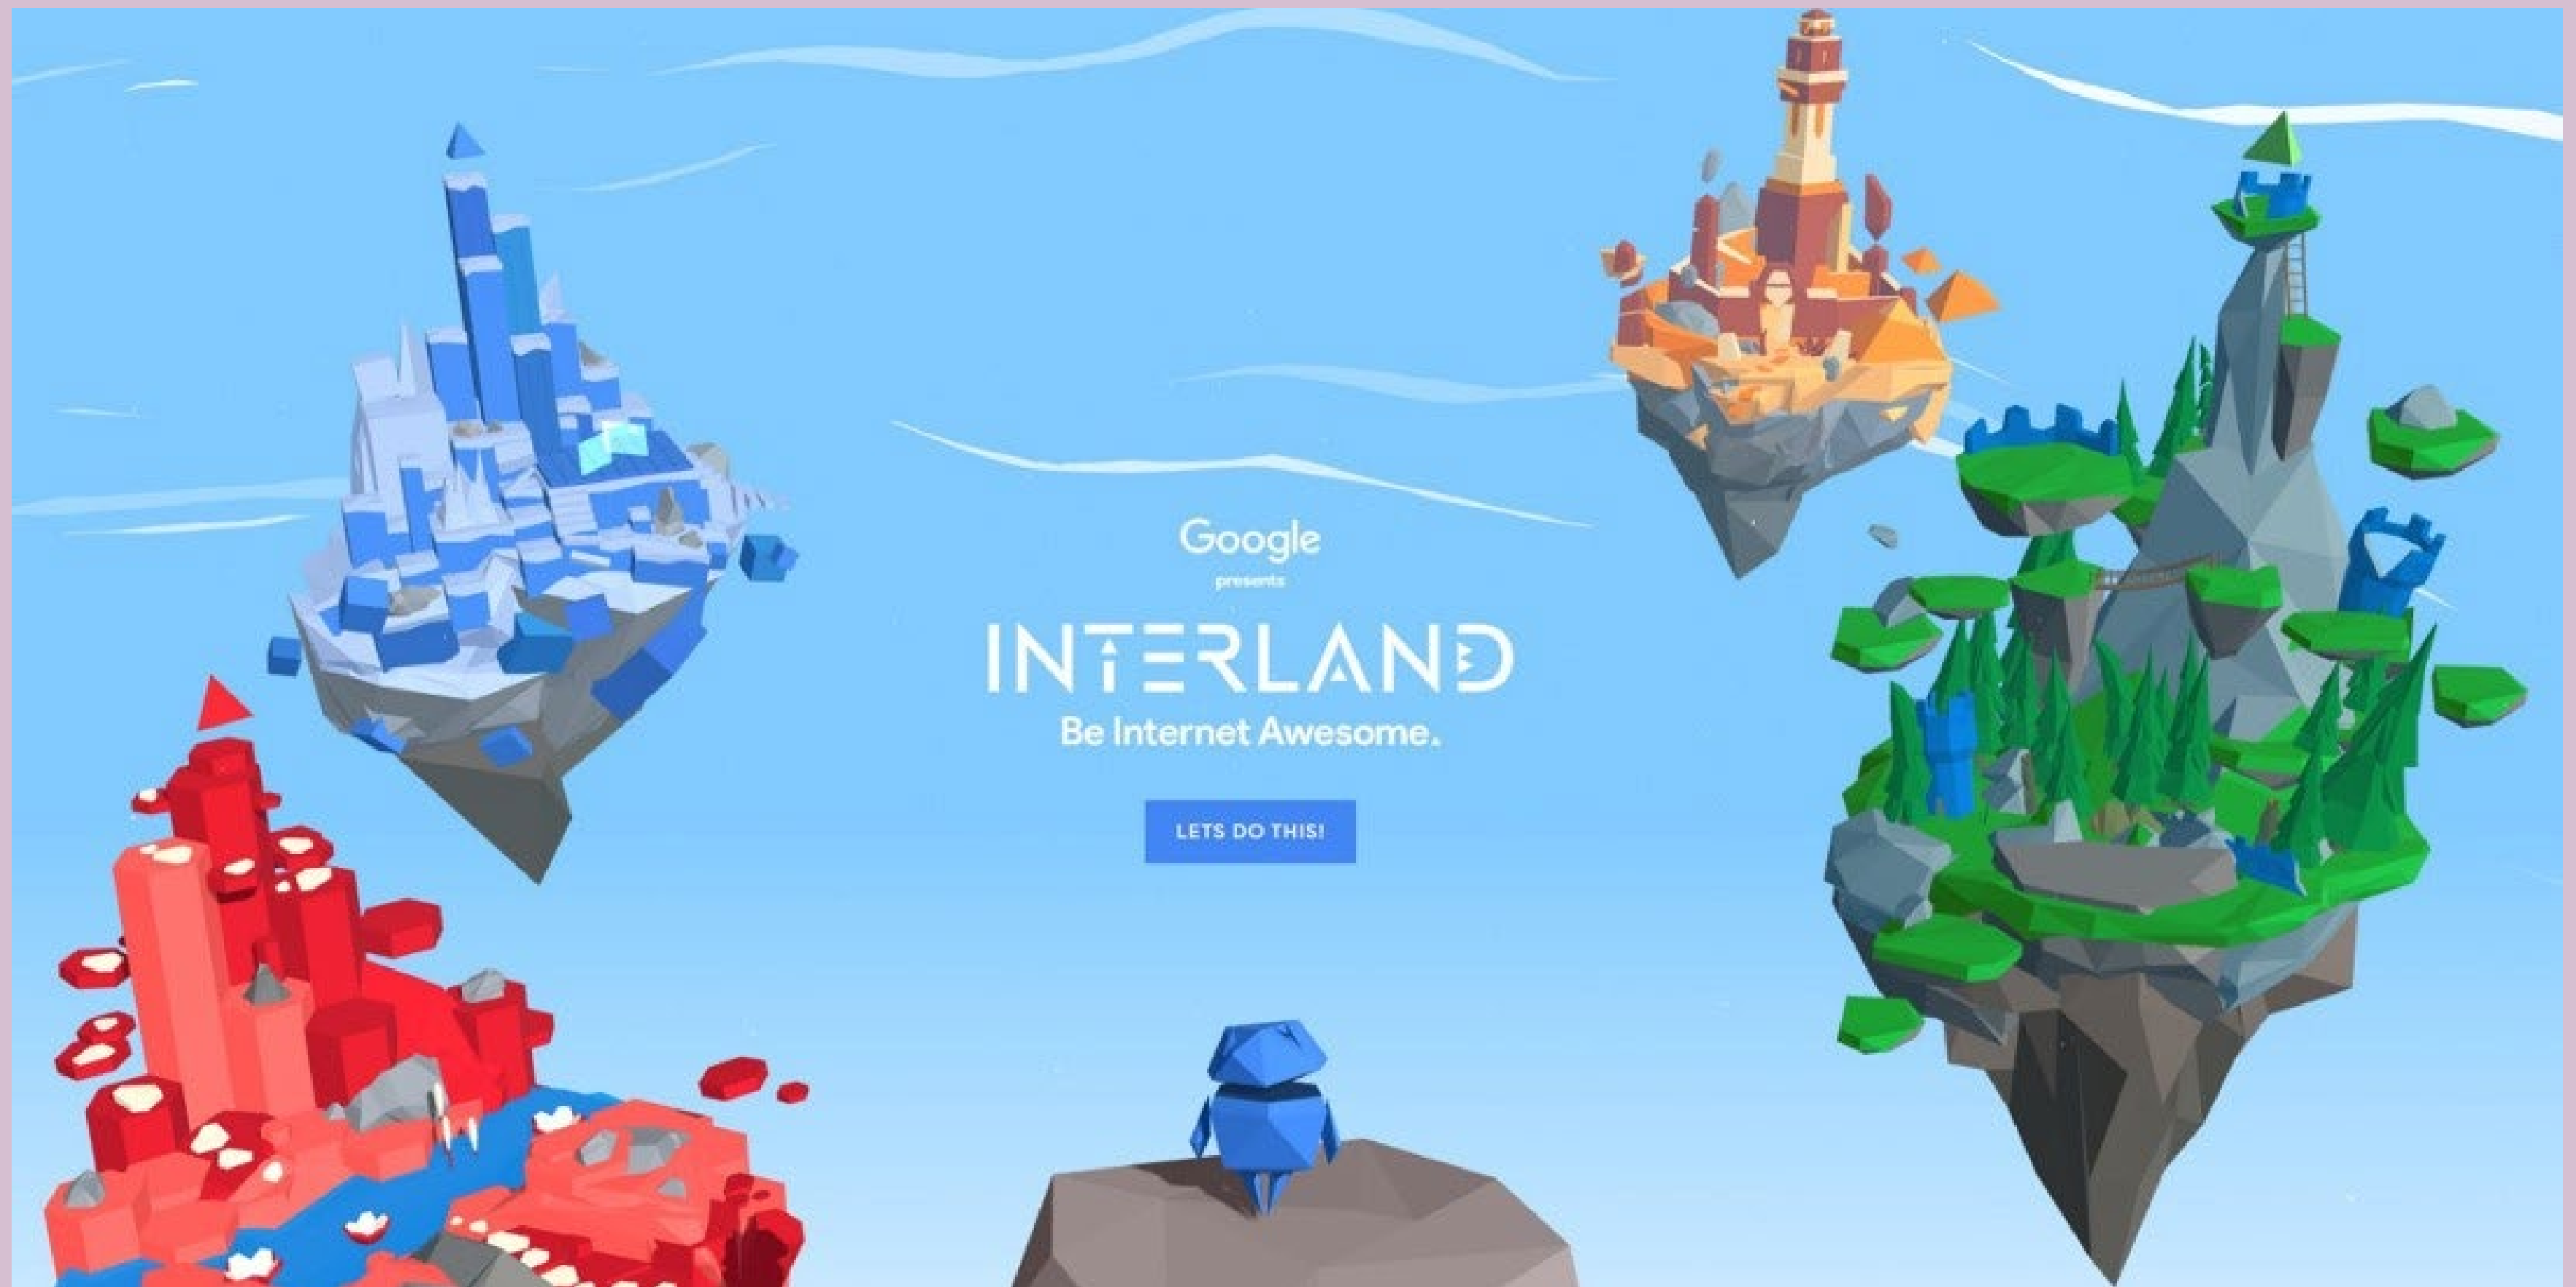 Google
presents
INTERLAND
Be Internet Awesome.
LETS DO THIS!